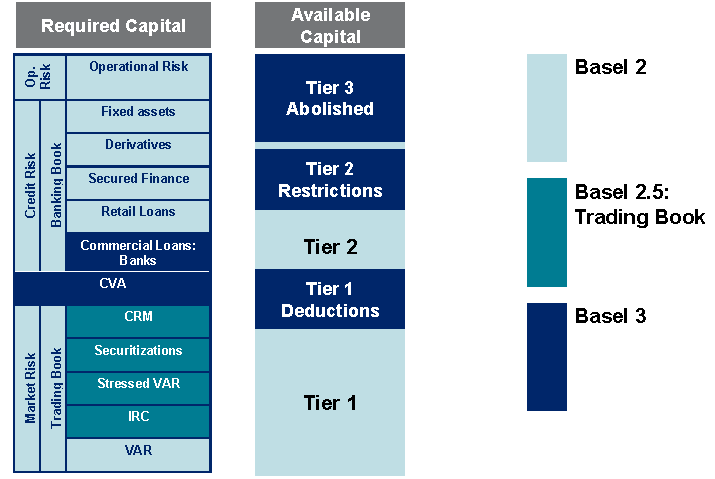 Required Capital
Op.
Risk
Operational Risk
Credit Risk
Banking Book
Fixed assets
Derivatives
Secured Finance
Retail Loans
Commercial Loans:
Banks
CVA
Market Risk
Trading Book
CRM
Securitizations
Stressed VAR
IRC
VAR
Available
Capital
Tier 3
Abolished
Tier 2
Restrictions
Tier 2
Tier 1
Deductions
Tier 1
Basel 2
Basel 2.5:
Trading Book
Basel 3